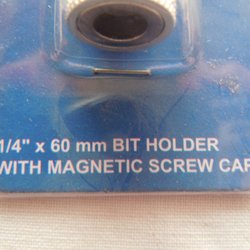 1/4" x 60 mm BIT HOLDER
WITH MAGNETIC SCREW CAP